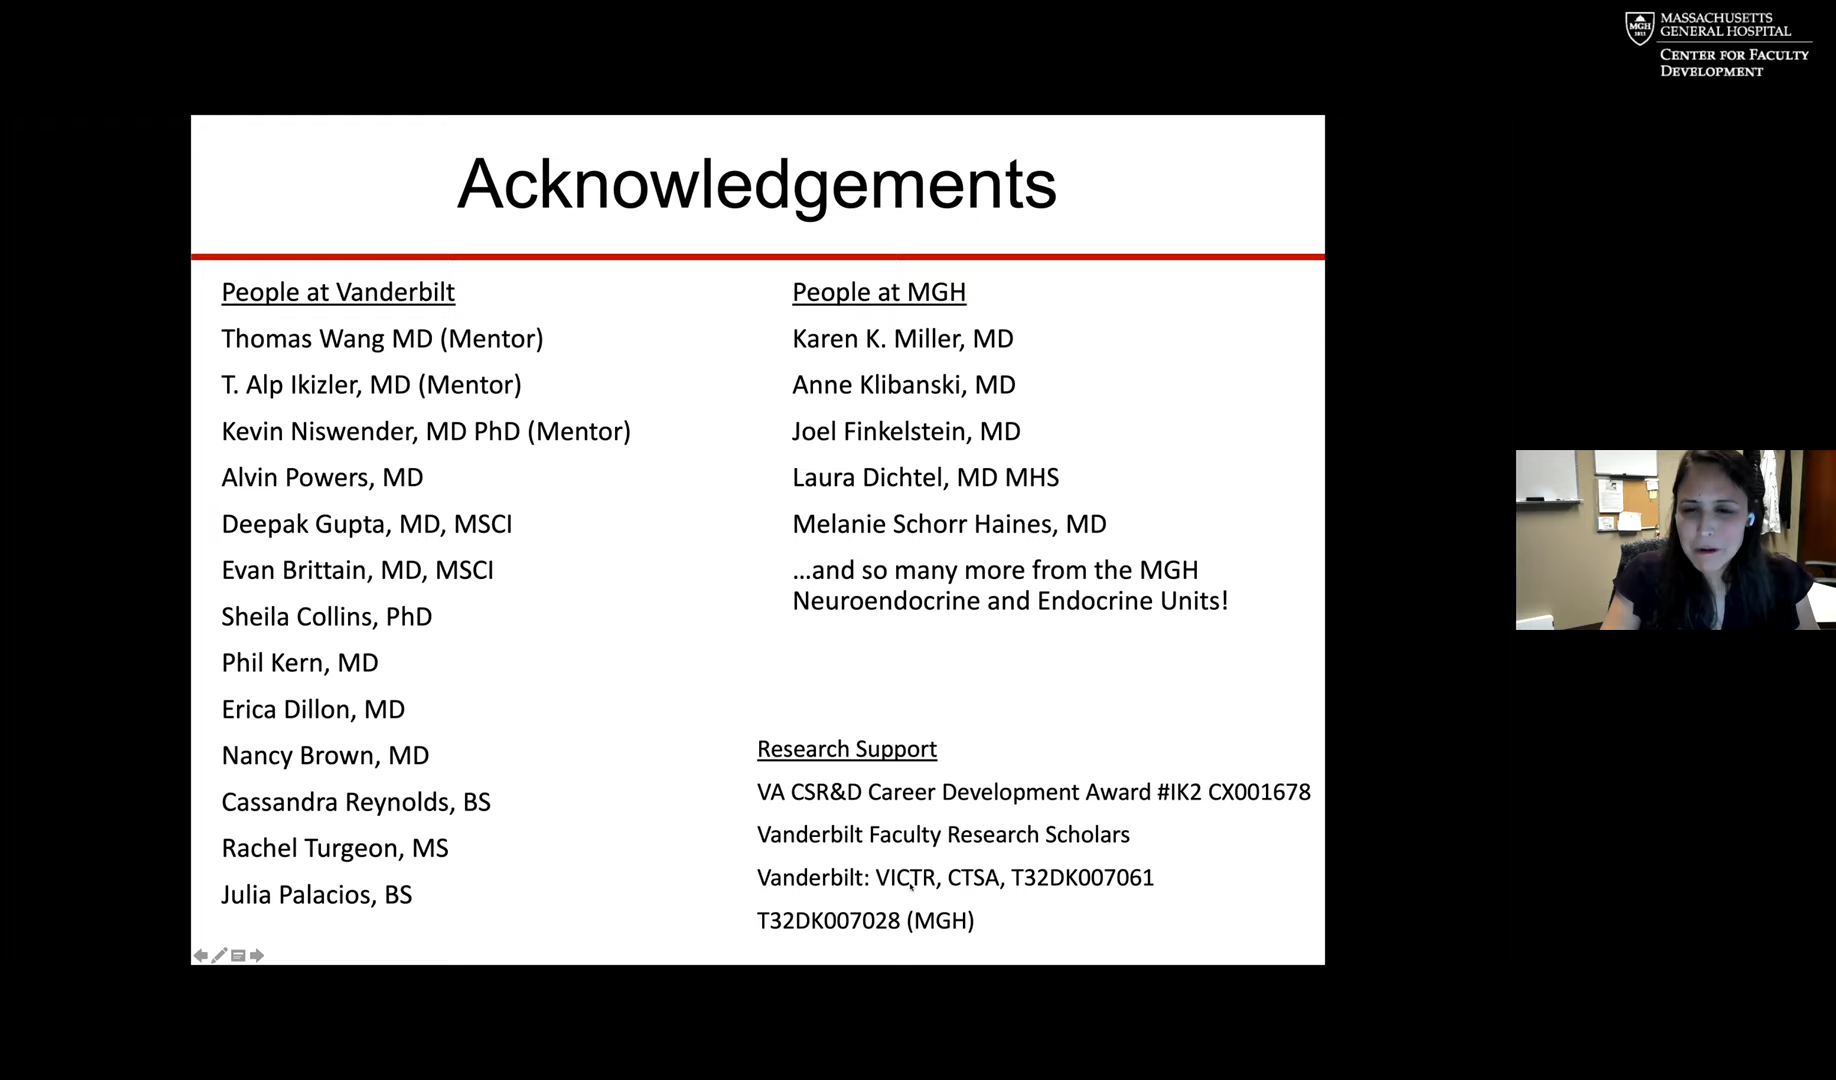 MASSACHUSETTS
GENERAL HOSPITAL
CENTER FOR FACULTY
DEVELOPMENT
MGH
1811
Acknowledgements
People at Vanderbilt
Thomas Wang MD (Mentor)
T. Alp Ikizler, MD (Mentor)
Kevin Niswender, MD PhD (Mentor)
Alvin Powers, MD
Deepak Gupta, MD, MSCI
Evan Brittain, MD, MSCI
Sheila Collins, PhD
Phil Kern, MD
Erica Dillon, MD
Nancy Brown, MD
Cassandra Reynolds, BS
Rachel Turgeon, MS
Julia Palacios, BS
People at MGH
Karen K. Miller, MD
Anne Klibanski, MD
Joel Finkelstein, MD
Laura Dichtel, MD MHS
Melanie Schorr Haines, MD
...and so many more from the MGH
Neuroendocrine and Endocrine Units!
Research Support
VA CSR&D Career Development Award #IK2 CX001678
Vanderbilt Faculty Research Scholars
Vanderbilt: VICTR, CTSA, T32DK007061
T32DK007028 (MGH)